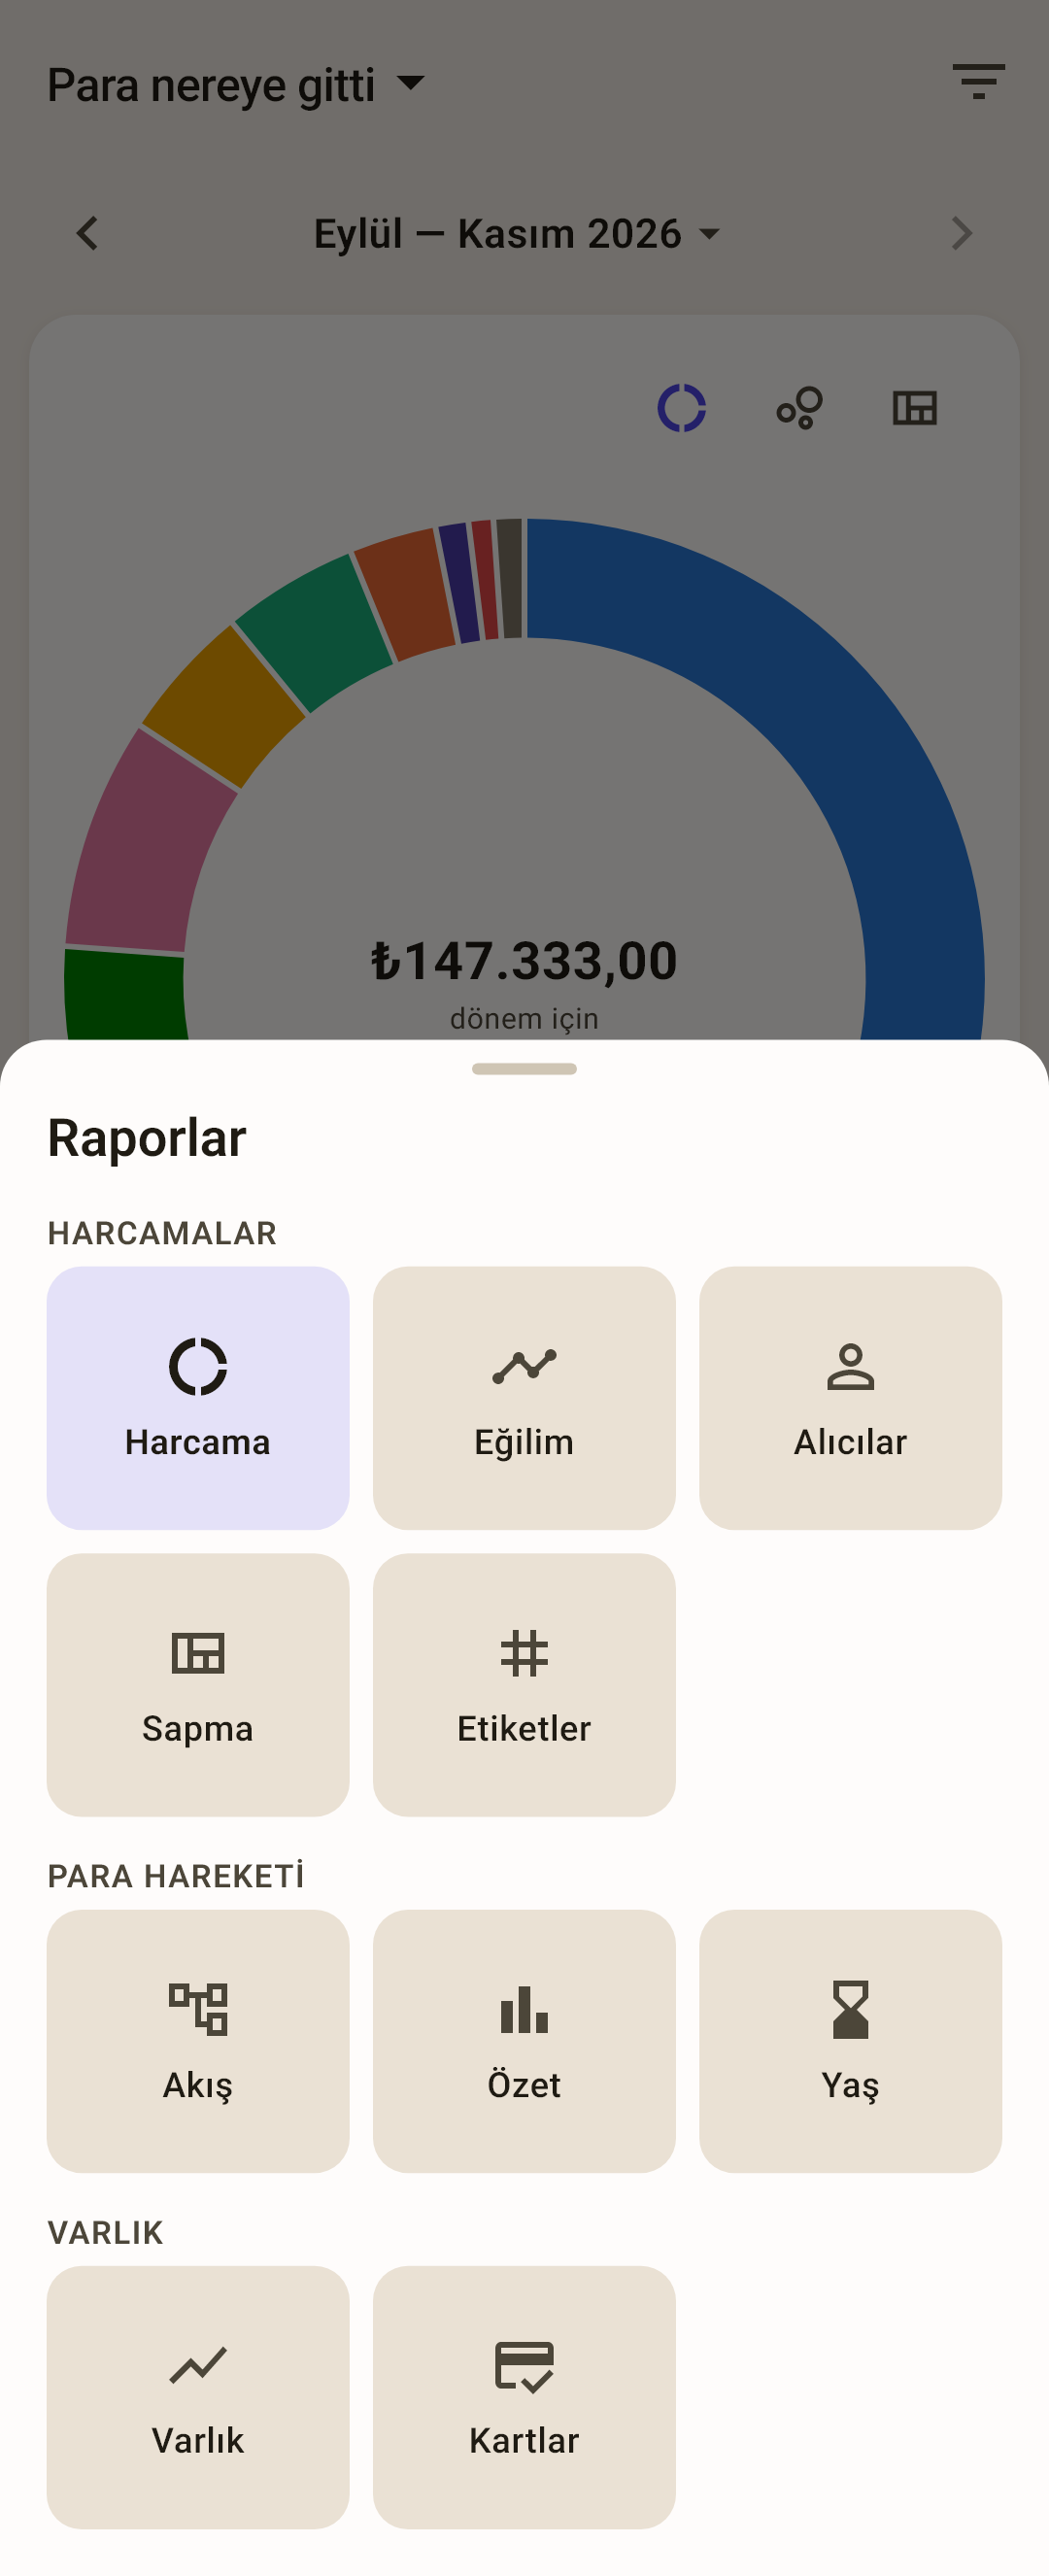 Para nereye gitti
Eylül — Kasım 2026
₺147.333,00
dönem için
Raporlar
HARCAMALAR
Harcama
Eğilim
Alıcılar
Sapma
Etiketler
PARA HAREKETİ
Akış
Özet
Yaş
VARLIK
Varlık
Kartlar